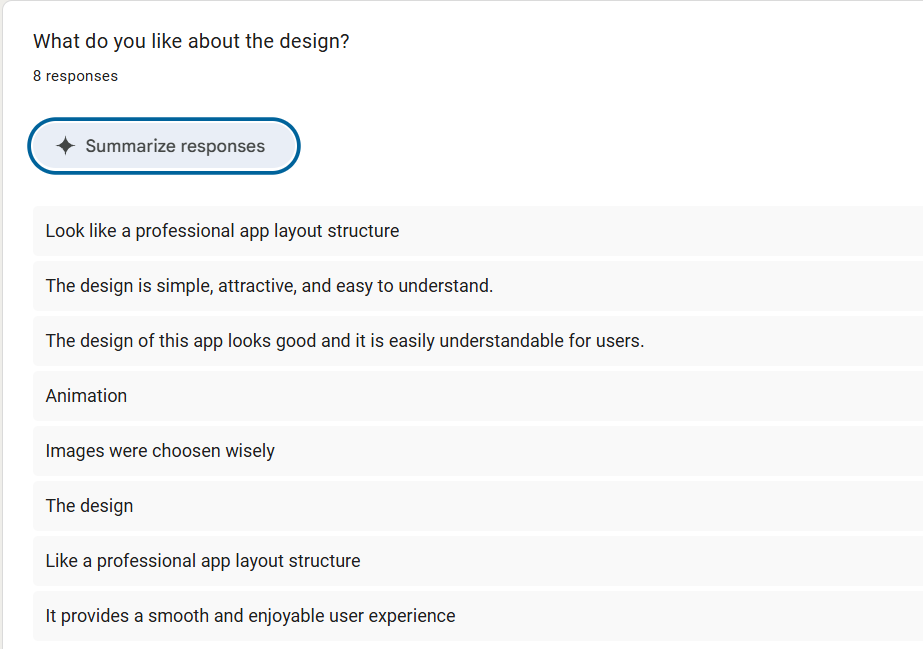 What do you like about the design?
8 responses
Summarize responses
Look like a professional app layout structure
The design is simple, attractive, and easy to understand.
The design of this app looks good and it is easily understandable for users.
Animation
Images were choosen wisely
The design
Like a professional app layout structure
It provides a smooth and enjoyable user experience